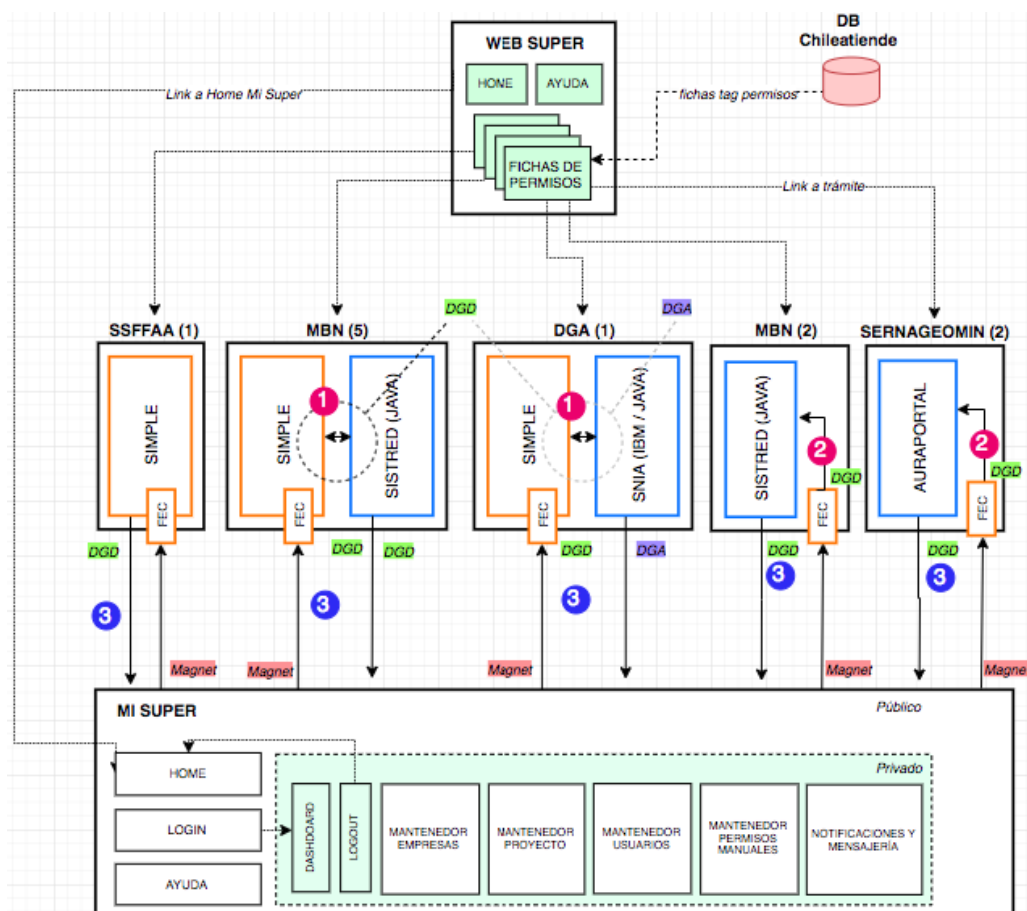 WEB SUPER
DB
Chileatiende
HONE
AYUDA
Link a Home Mi Super
fichas tag permisos
FICHAS DE
PERMISOS
Link a trámite
DGD
DGA
SSFFAA (1)
MBN (5)
DGA (1)
MBN (2)
SERNAGEOMIN (2)
SIMPLE
SIMPLE
SISTRED (JAVA)
SIMPLE
SNIA (IBM / JAVA)
SISTRED (JAVA)
AURAPORTAL
1
1
2
2
DGD
DGD
FEC
FEC
FEC
FEC
FEC
DGD
DGD
DGD
DGD
DGA
DGD
DGD
3
3
3
3
3
Magnet
Magnet
Magnet
Magnet
Magne
MI SUPER
Público
Privado
HOME
LOGIN
AYUDA
DASHDOARD
LOGOUT
MANTENEDOR
EMPRESAS
MANTENEDOR
PROYECTO
MANTENEDOR
USUARIOS
MANTENEDOR
PERMISOS
MANUALES
NOTIFICACIONES Y
MENSAJERÍA